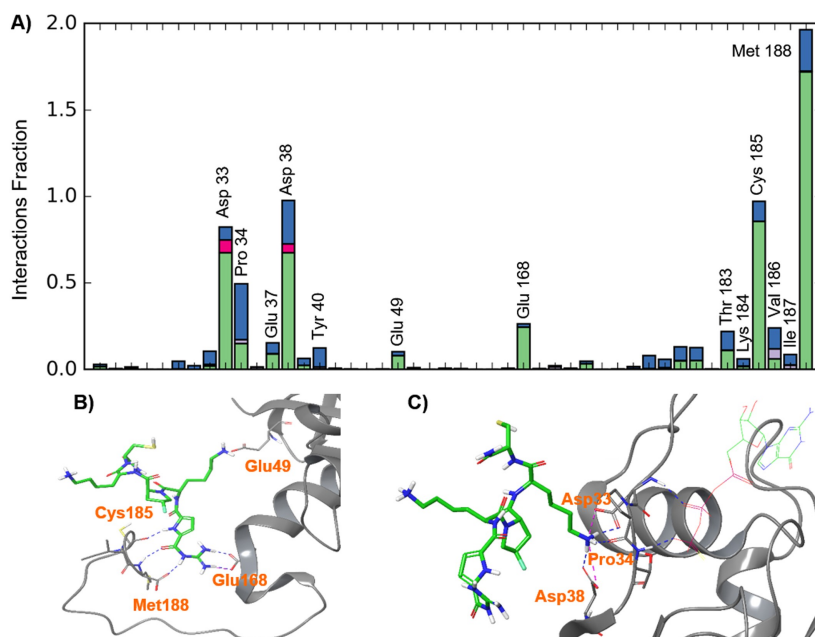 A)
Interactions Fraction
2.0
1.5
1.0
0.5
0.0
Asp 33
Pro 34
Glu 37
Asp 38
Tyr 40
Glu 49
Glu 168
Thr 183
Lys 184
Cys 185
Val 186
Ile 187
Met 188
B)
Glu49
Cys185
Glu168
Met188
C)
Asp33
Pro34
Asp38